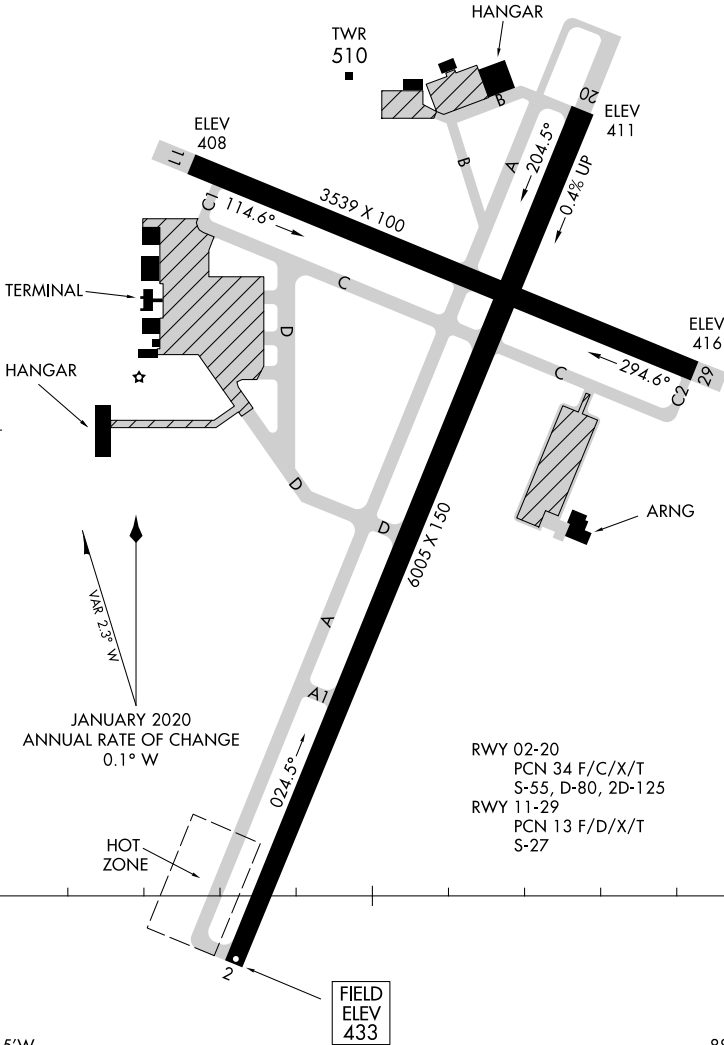 HANGAR
TWR
510
B
20
ELEV
411
ELEV
408
11
B
A
204.5°
0.4% UP
3539 X 100
C1
114.6°
C
TERMINAL
D
ELEV
416
HANGAR
C
294.6°
29
C2
D
D
6005 X 150
ARNG
VAR 2.3° W
A
A1
JANUARY 2020
ANNUAL RATE OF CHANGE
0.1° W
024.5°
RWY 02-20
PCN 34 F/C/X/T
S-55, D-80, 2D-125
RWY 11-29
PCN 13 F/D/X/T
S-27
HOT
ZONE
2
FIELD
ELEV
433
5'W